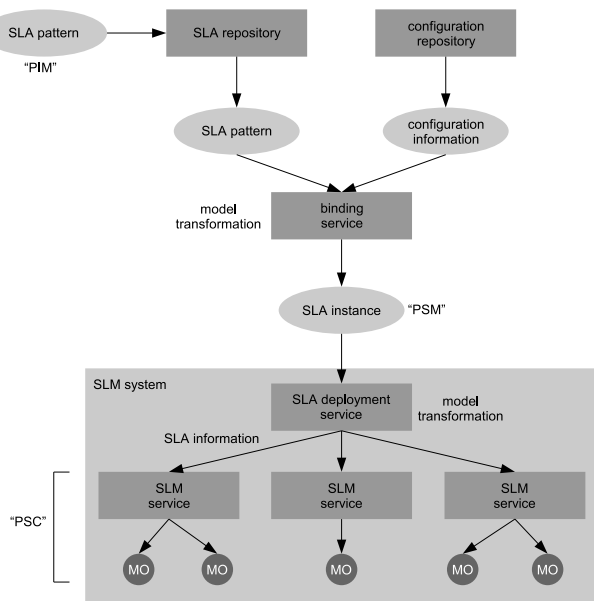 SLA pattern
SLA repository
configuration
repository
“PIM”
SLA pattern
configuration
information
model
transformation
binding
service
SLA instance
“PSM”
SLM system
SLA deployment
service
model
transformation
SLA information
“PSC”
SLM
service
SLM
service
SLM
service
MO
MO
MO
MO
MO